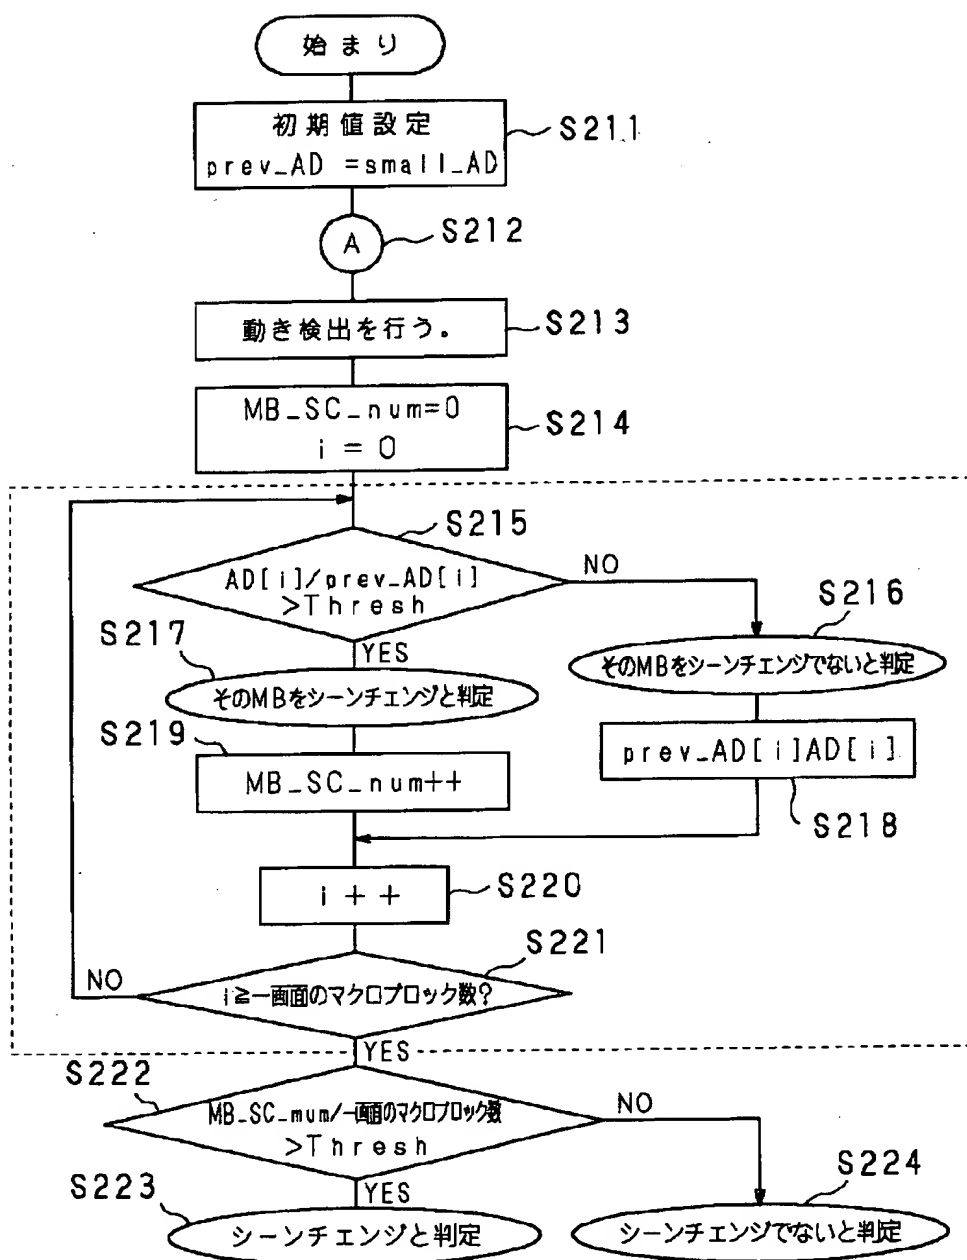 始まり
初期値設定
prev_AD =small_AD
S211
A
S212
動き検出を行う。
S213
MB_SC_num=0
i = 0
S214
S215
AD[i]/prev_AD[i]
>Thresh
NO
YES
S216
そのMBをシーンチェンジでないと判定
S217
そのMBをシーンチェンジと判定
prev_AD[i]AD[i]
S218
S219
MB_SC_num++
i++
S220
S221
i≧一画面のマクロブロック数?
NO
YES
S222
MB_SC_mum/一画面のマクロブロック数
>Thresh
NO
YES
S223
シーンチェンジと判定
S224
シーンチェンジでないと判定